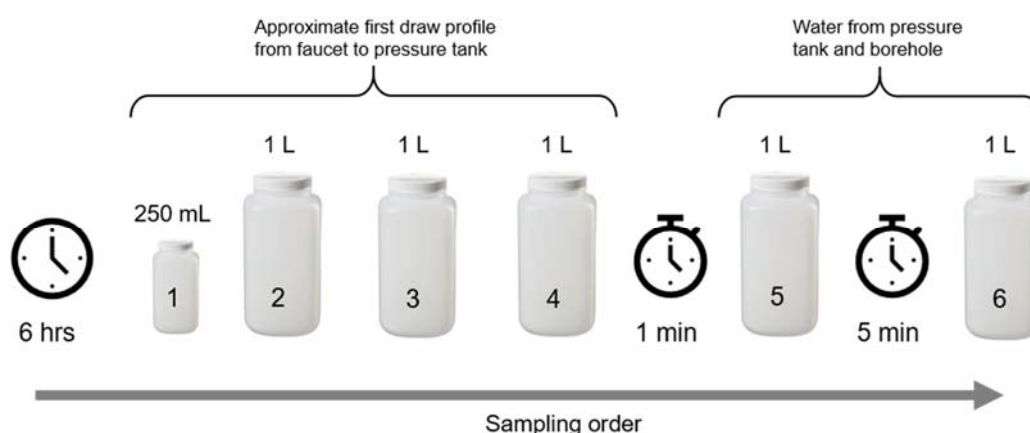 Approximate first draw profile
from faucet to pressure tank
Water from pressure
tank and borehole
1 L
1 L
1 L
1 L
1 L
250 mL
1
2
3
4
5
6
6 hrs
1 min
5 min
Sampling order